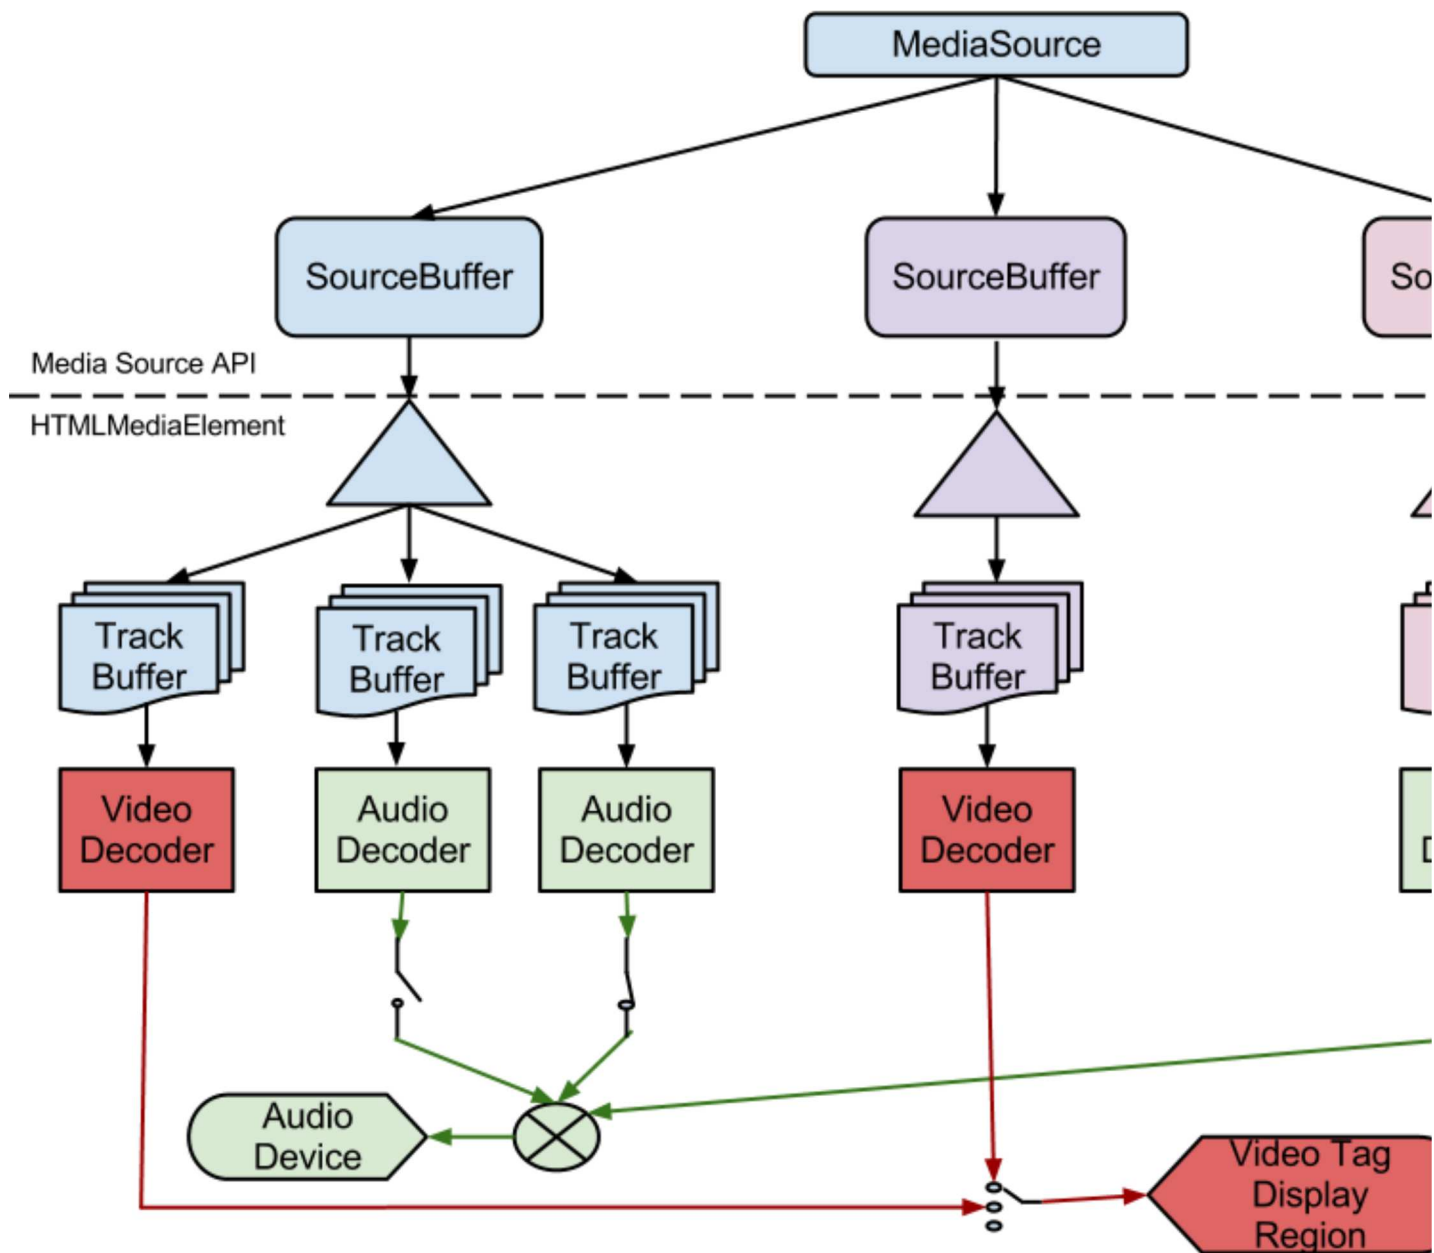 MediaSource
SourceBuffer
SourceBuffer
So
Media Source API
HTMLMediaElement
Track
Buffer
Track
Buffer
Track
Buffer
Track
Buffer
Video
Decoder
Audio
Decoder
Audio
Decoder
Video
Decoder
Audio
Device
Video Tag
Display
Region